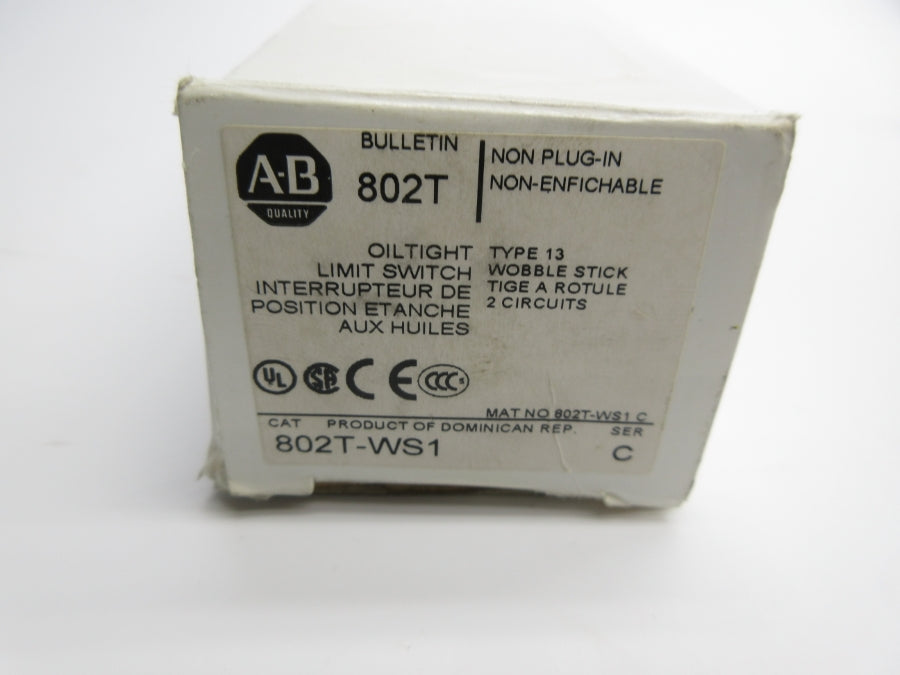 A-B
QUALITY
BULLETIN
802T
NON PLUG-IN
NON-ENFICHABLE
OILTIGHT
LIMIT SWITCH
INTERRUPTEUR DE
POSITION ETANCHE
AUX HUILES
TYPE 13
WOBBLE STICK
TIGE A ROTULE
2 CIRCUITS
UL SA CE CCC S
MAT NO 802T-WS1 C
CAT PRODUCT OF DOMINICAN REP. SER
802T-WS1 C